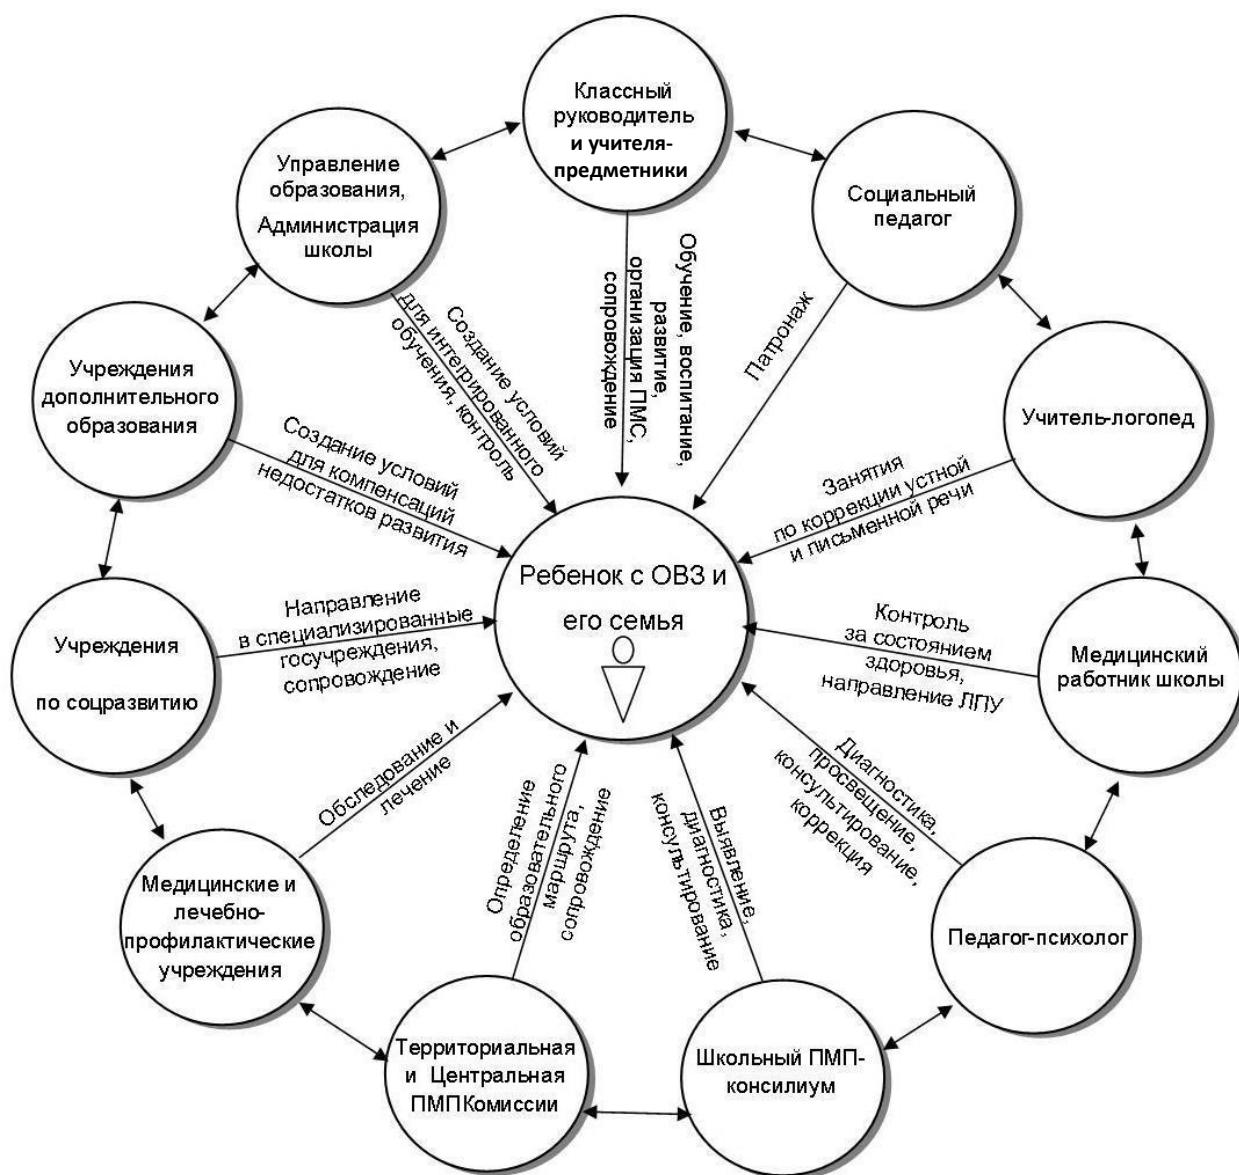 Классный
руководитель
и учителя-
предметники
Управление
образования,
Администрация
школы
Социальный
педагог
Обучение, воспитание,
развитие,
организация ПМС,
сопровождение
Создание условий
для интегрированного
обучения, контроль
Патронаж
Учреждения
дополнительного
образования
Учитель-логопед
Создание условий
для компенсаций
недостатков развития
Занятия
по коррекции устной
и письменной речи
Ребенок с ОВЗ и
его семья
Учреждения
по соцразвитию
Направление
в специализированные
госучреждения,
сопровождение
Контроль
за состоянием
здоровья,
направление ЛПУ
Медицинский
работник школы
Обследование и
лечение
Диагностика,
просвещение,
консультирование,
коррекция
Определение
образовательного
маршрута,
сопровождение
Выявление,
диагностика,
консультирование
Медицинские и
лечебно-
профилактические
учреждения
Педагог-психолог
Территориальная
и Центральная
ПМПКомиссии
Школьный ПМП-
консилиум